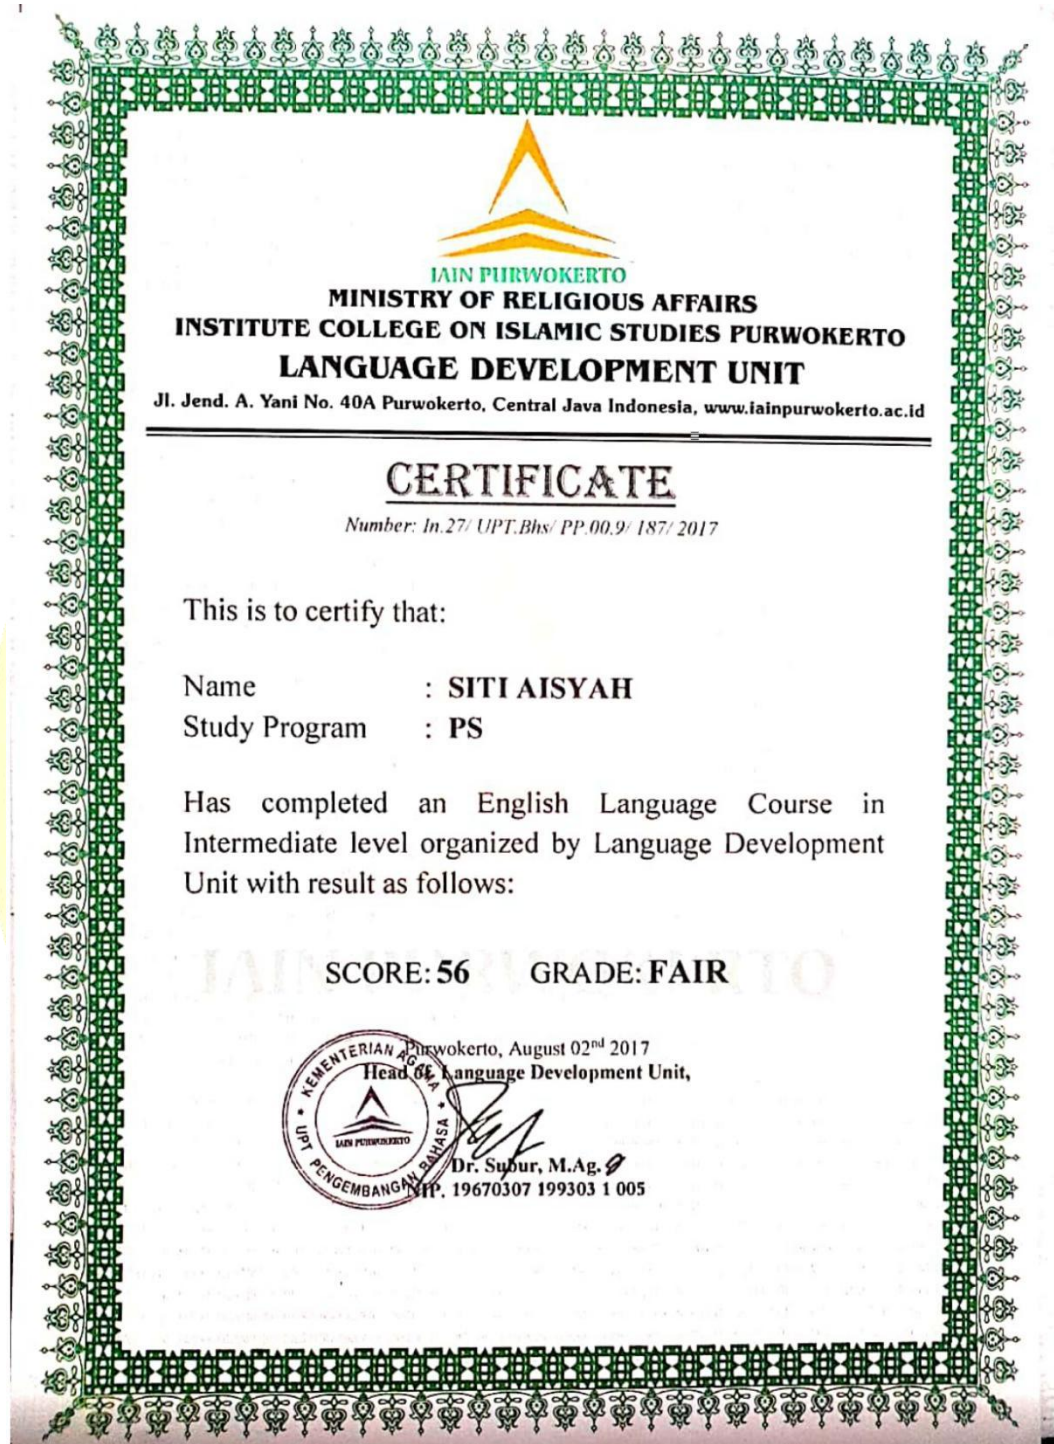 IAIN PURWOKERTO
MINISTRY OF RELIGIOUS AFFAIRS
INSTITUTE COLLEGE ON ISLAMIC STUDIES PURWOKERTO
LANGUAGE DEVELOPMENT UNIT
Jl. Jend. A. Yani No. 40A Purwokerto, Central Java Indonesia, www.iainpurwokerto.ac.id
CERTIFICATE
Number: In.27/ UPT.Bhs/ PP.00.9/ 187/ 2017
This is to certify that:
Name : SITI AISYAH
Study Program : PS
Has completed an English Language Course in
Intermediate level organized by Language Development
Unit with result as follows:
IAIN PURWOKERTO
SCORE: 56 GRADE: FAIR
Purwokerto, August 02nd 2017
Head of Language Development Unit,
KEMENTERIAN AGAMA
IAIN PURWOKERTO
UPT PENGEMBANGAN BAHASA
Dr. Subur, M.Ag.
NIP. 19670307 199303 1 005